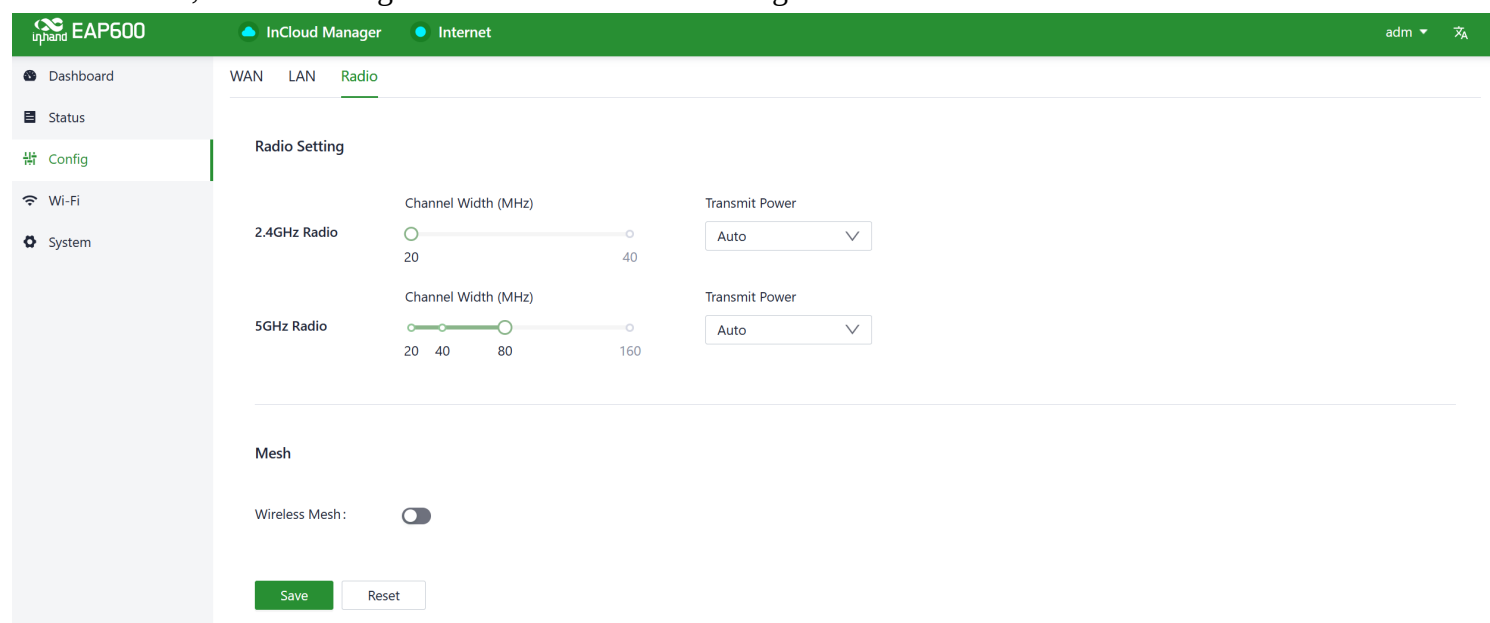 inhand EAP600
InCloud Manager
Internet
adm
Dashboard
Status
Config
Wi-Fi
System
WAN LAN Radio
Radio Setting
Channel Width (MHz) Transmit Power
2.4GHz Radio
Auto
20 40
Channel Width (MHz) Transmit Power
5GHz Radio
Auto
20 40 80 160
Mesh
Wireless Mesh:
Save Reset